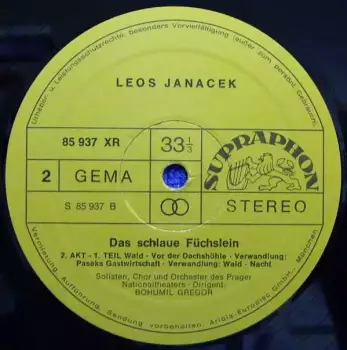 Urheber- u. Leistungsschutzrechte, besonders Vervielfältigung (außer zum persönl. Gebrauch),
LEOS JANACEK
85 937 XR
33 1/3
SUPRAPHON
2
GEMA
S 85 937 B
STEREO
Das schlaue Füchslein
2. AKT - 1. TEIL Wald - Vor der Dachshöhle - Verwandlung:
Paseks Gastwirtschaft - Verwandlung: Wald - Nacht
Solisten, Chor und Orchester des Prager
Nationaltheaters - Dirigent:
BOHUMIL GREGOR
Vermietung, Aufführung, Sendung vorbehalten. Ariola-Eurodisc GmbH., München